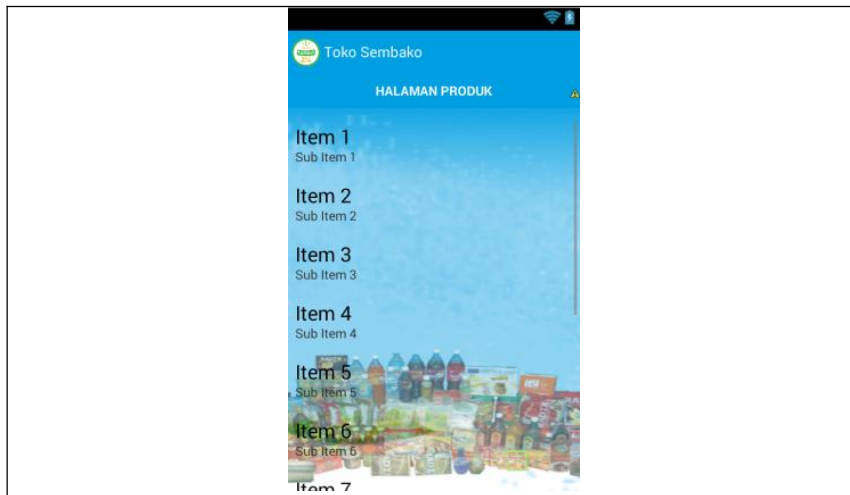 Toko Sembako
HALAMAN PRODUK
Item 1
Sub Item 1
Item 2
Sub Item 2
Item 3
Sub Item 3
Item 4
Sub Item 4
Item 5
Sub Item 5
Item 6
Sub Item 6
Item 7